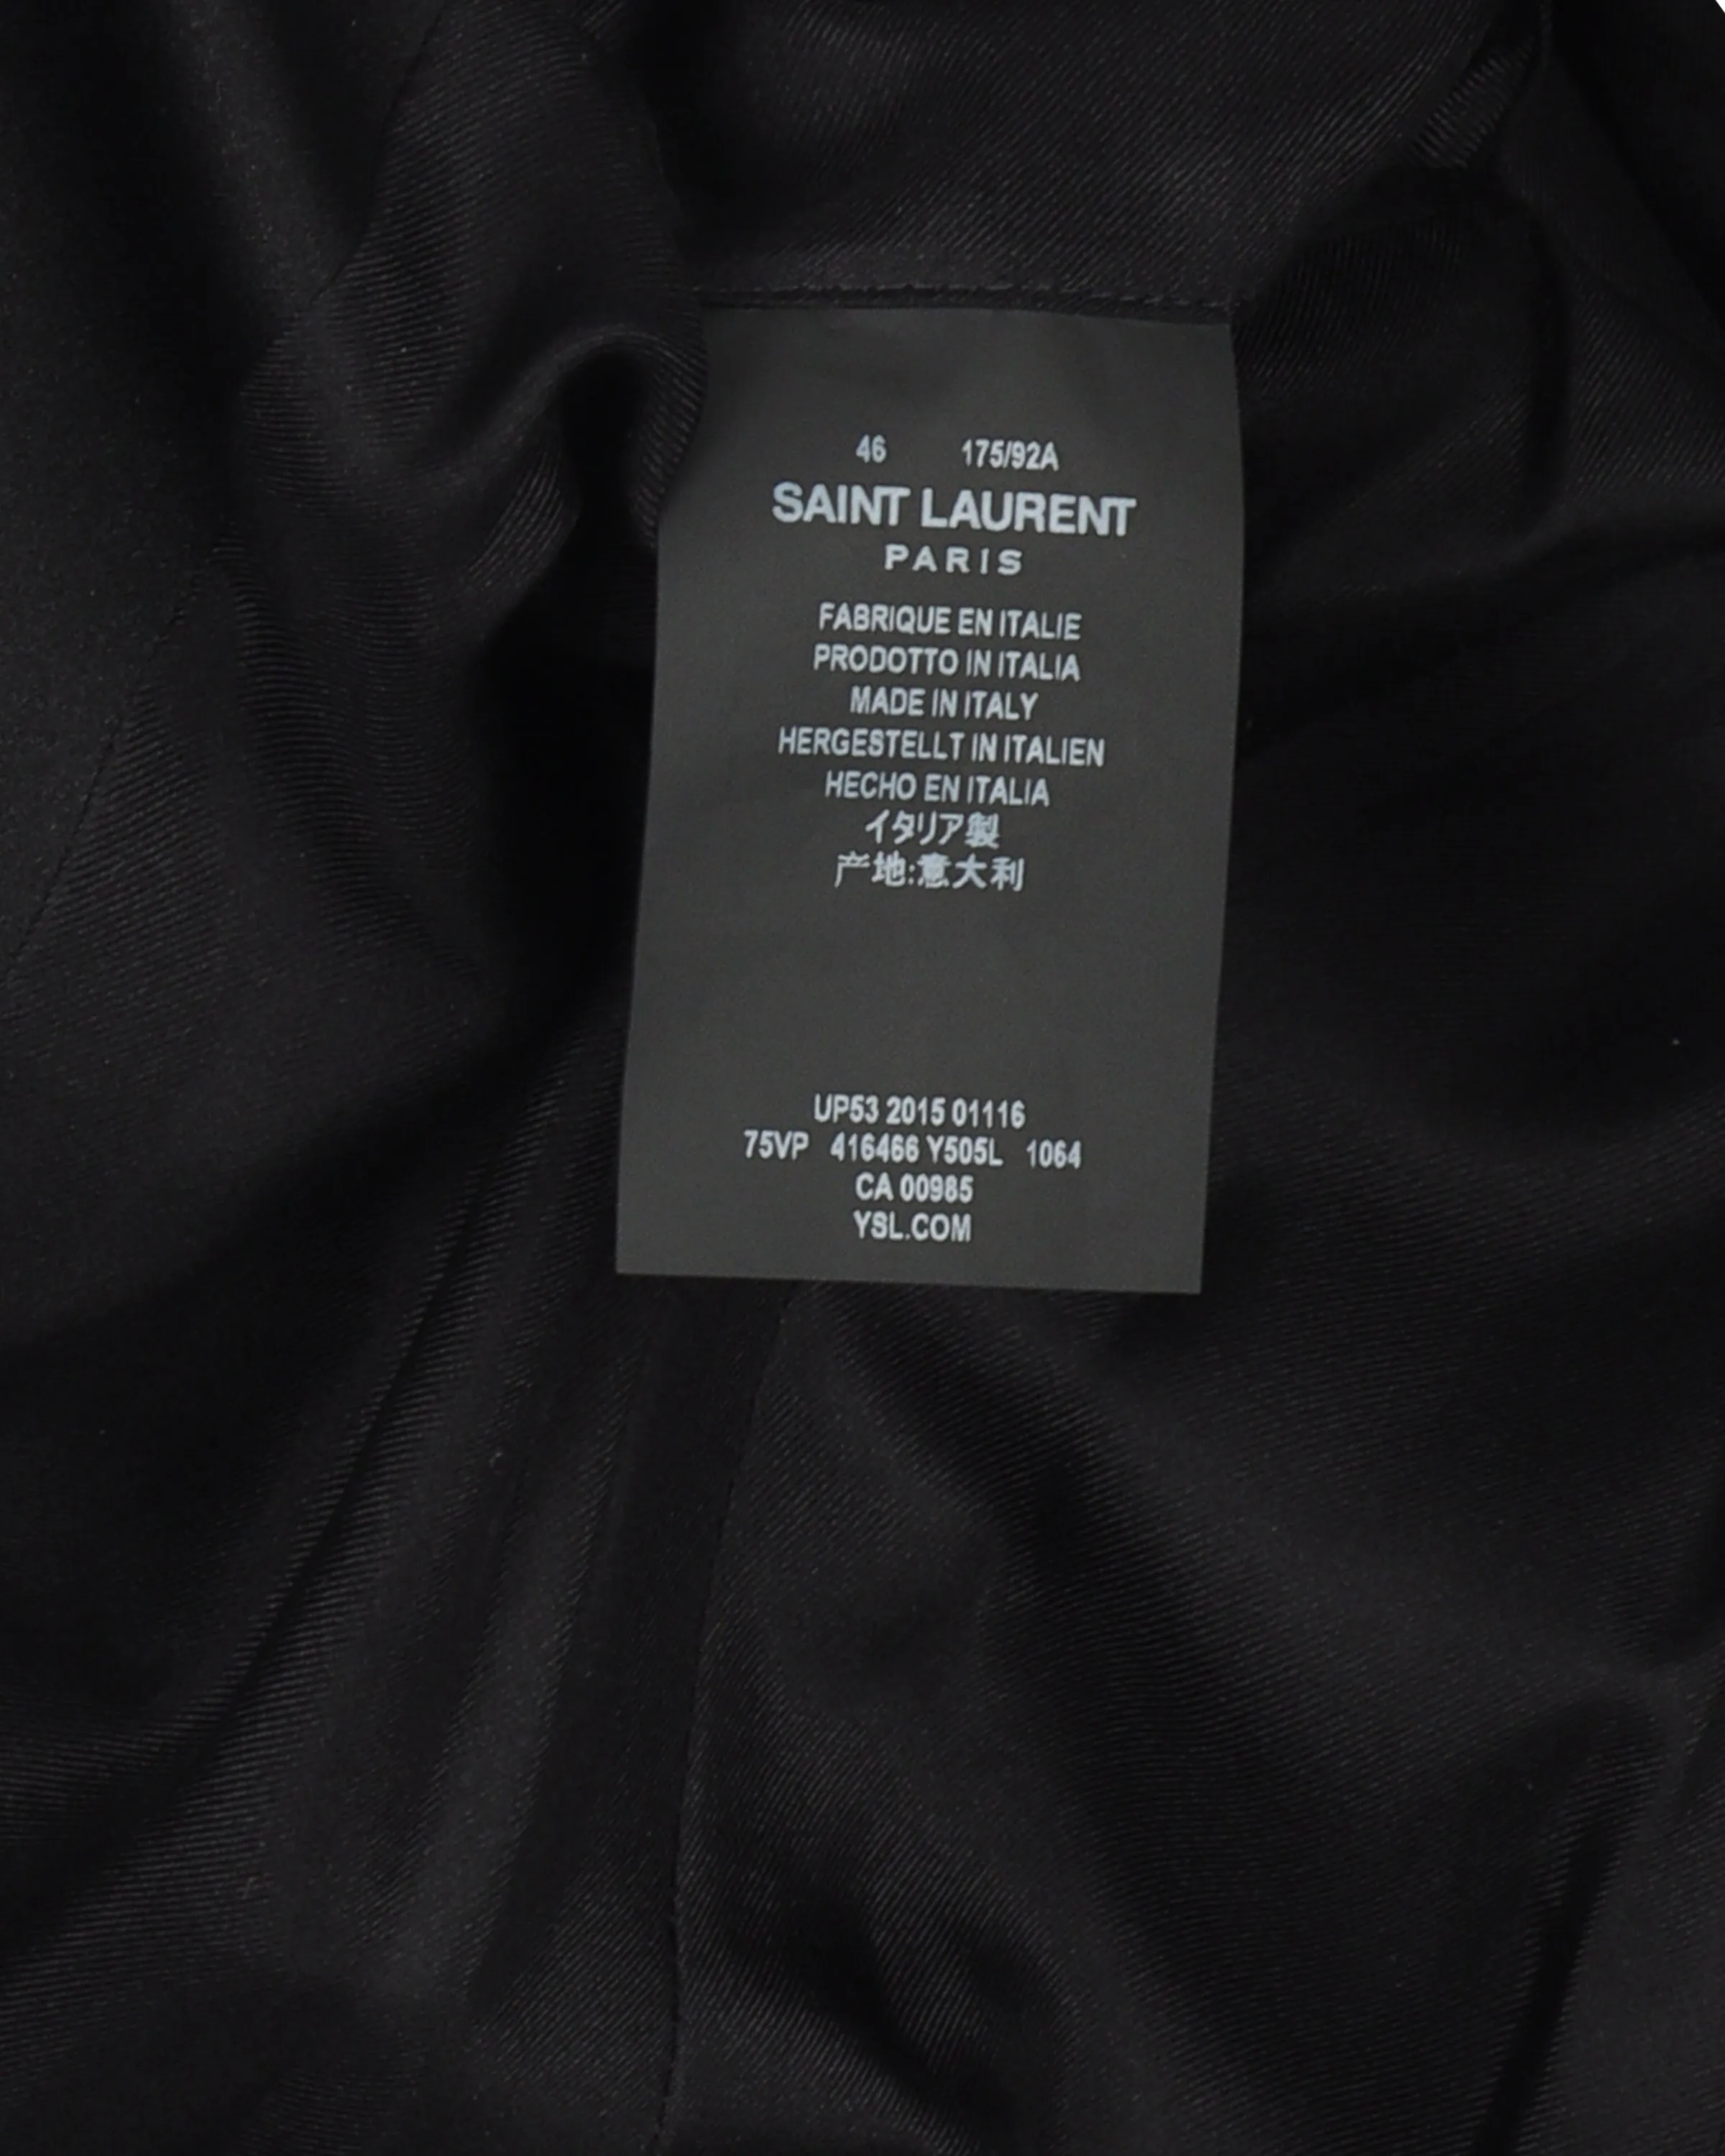 46 175/92A
SAINT LAURENT
PARIS
FABRIQUE EN ITALIE
PRODOTTO IN ITALIA
MADE IN ITALY
HERGESTELLT IN ITALIEN
HECHO EN ITALIA
イタリア製
产地:意大利
UP53 2015 01116
75VP 416466 Y505L 1064
CA 00985
YSL.COM